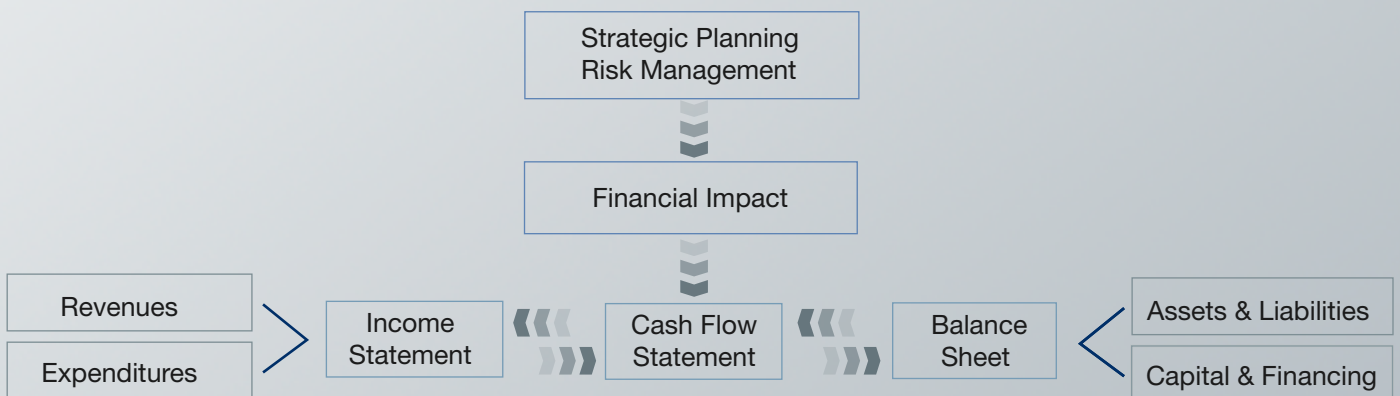 Strategic Planning
Risk Management
Financial Impact
Revenues
Expenditures
Income
Statement
Cash Flow
Statement
Balance
Sheet
Assets & Liabilities
Capital & Financing